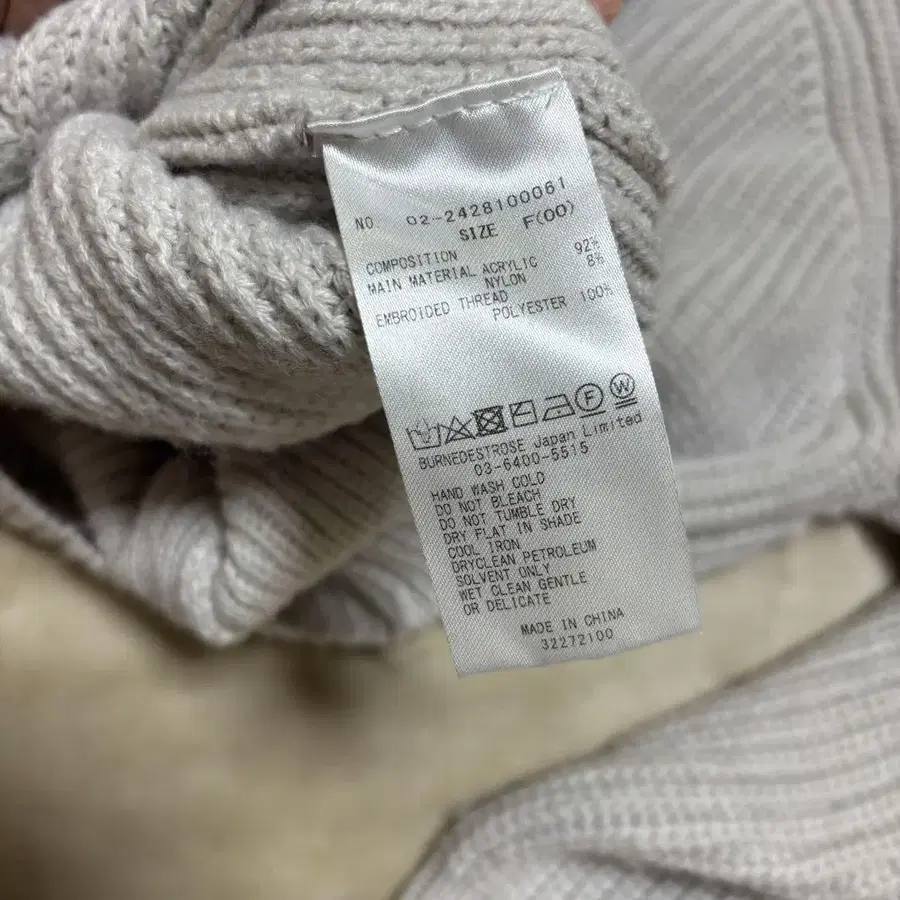 NO. 02-2428100061
SIZE F(00)
COMPOSITION
MAIN MATERIAL ACRYLIC 92%
NYLON 8%
EMBROIDED THREAD
POLYESTER 100%
F W
BURNEDESTROSE Japan Limited
03-6400-5515
HAND WASH COLD
DO NOT BLEACH
DO NOT TUMBLE DRY
DRY FLAT IN SHADE
COOL IRON
DRYCLEAN PETROLEUM
SOLVENT ONLY
WET CLEAN GENTLE
OR DELICATE
MADE IN CHINA
32272100